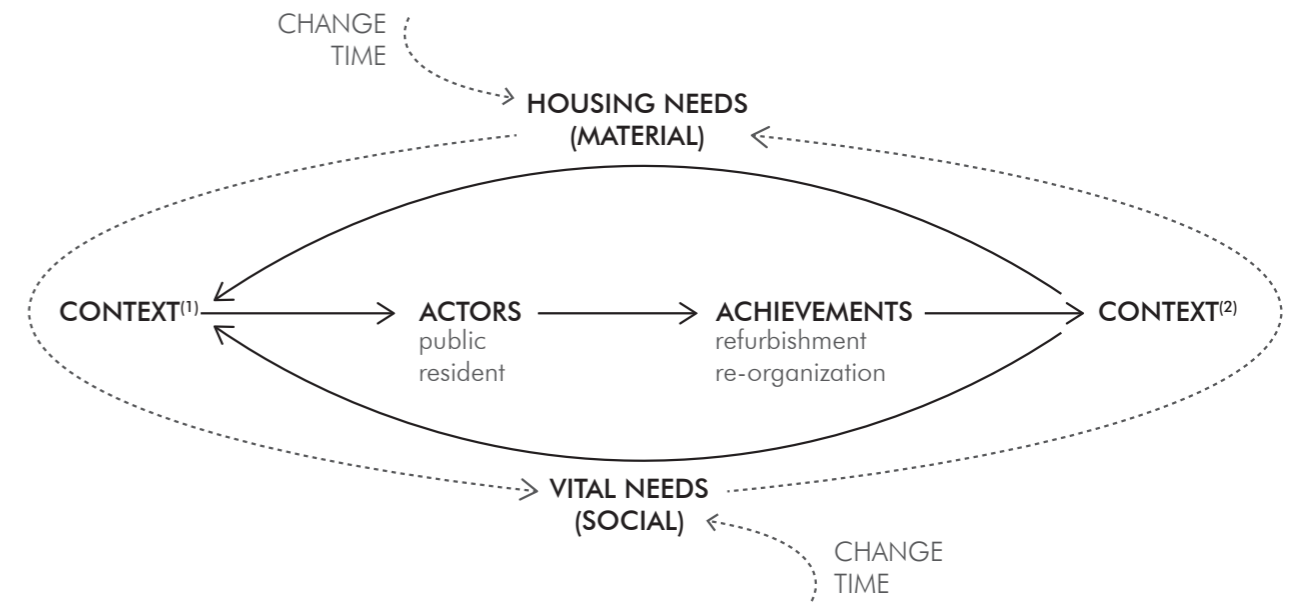 CHANGE
TIME
HOUSING NEEDS
(MATERIAL)
CONTEXT(1)
ACTORS
public
resident
ACHIEVEMENTS
refurbishment
re-organization
CONTEXT(2)
VITAL NEEDS
(SOCIAL)
CHANGE
TIME